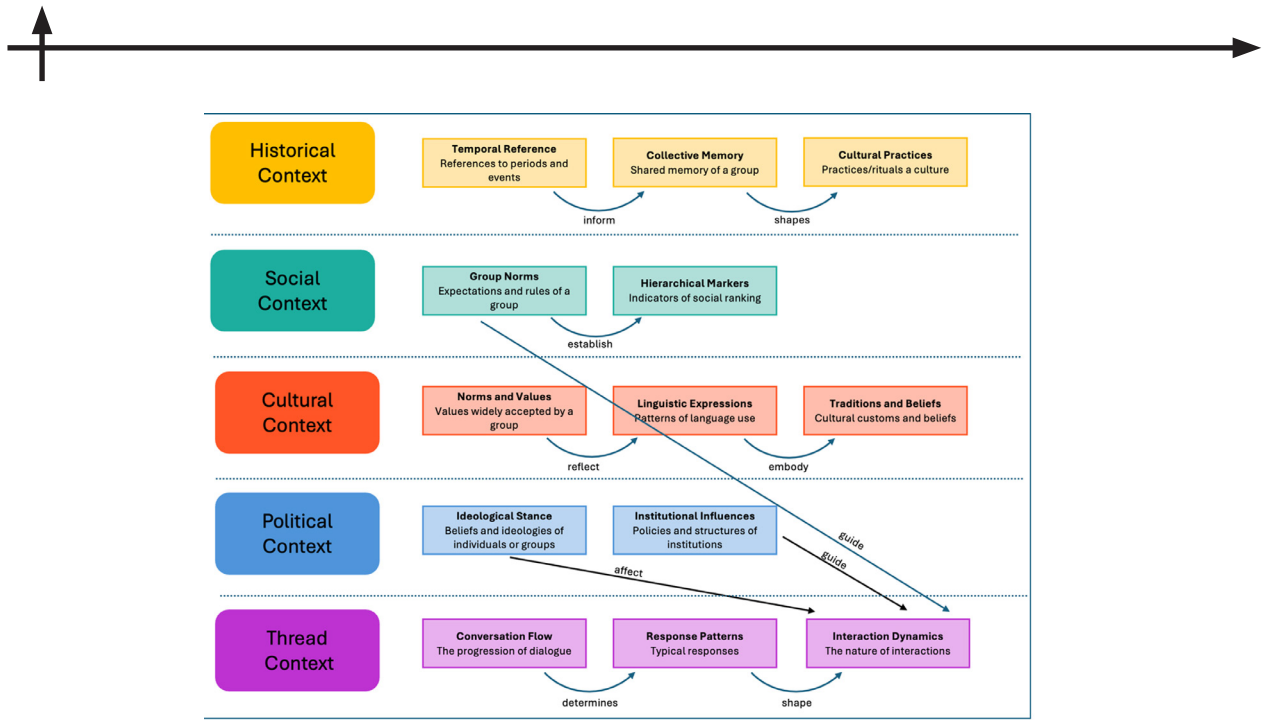 Historical
Context
Temporal Reference
References to periods and
events
Collective Memory
Shared memory of a group
Cultural Practices
Practices/rituals a culture
inform
shapes
Social
Context
Group Norms
Expectations and rules of a
group
Hierarchical Markers
Indicators of social ranking
establish
Cultural
Context
Norms and Values
Values widely accepted by a
group
Linguistic Expressions
Patterns of language use
Traditions and Beliefs
Cultural customs and beliefs
reflect
embody
Political
Context
Ideological Stance
Beliefs and ideologies of
individuals or groups
Institutional Influences
Policies and structures of
institutions
guide
guide
affect
Thread
Context
Conversation Flow
The progression of dialogue
Response Patterns
Typical responses
Interaction Dynamics
The nature of interactions
determines
shape